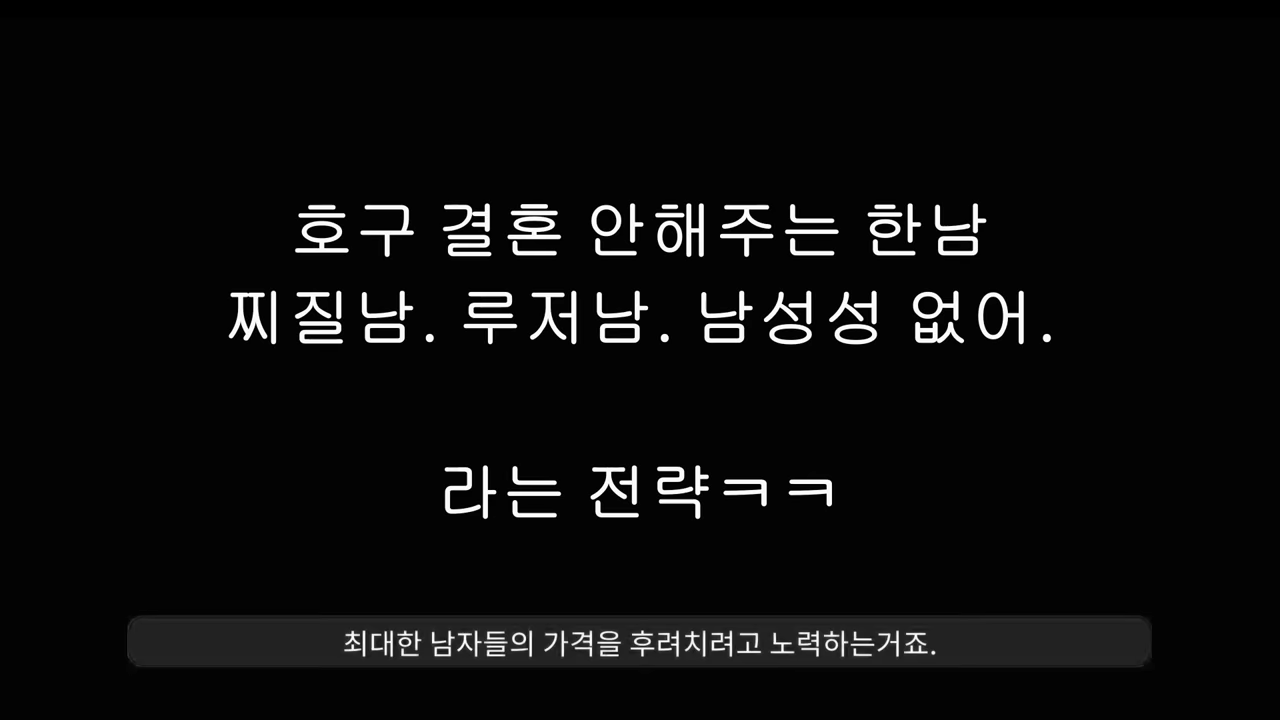 호구 결혼 안해주는 한남
찌질남. 루저남. 남성성 없어.
라는 전략ㅋㅋ
최대한 남자들의 가격을 후려치려고 노력하는거죠.